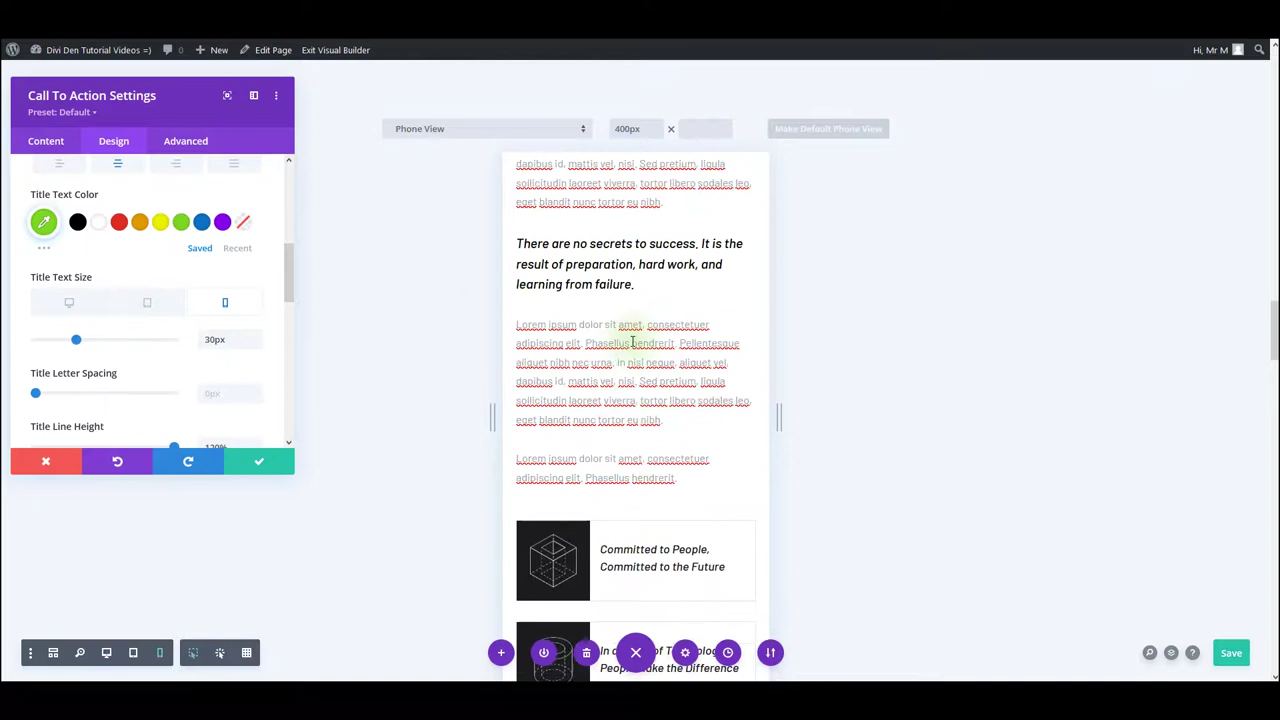 Divi Den Tutorial Videos =)
0
New
Edit Page
Exit Visual Builder
Hi, Mr M
Call To Action Settings
Preset: Default
Content
Design
Advanced
Title Text Color
Saved
Recent
Title Text Size
30px
Title Letter Spacing
0px
Title Line Height
120%
Phone View
400px
Make Default Phone View
dapibus id, mattis vel, nisi. Sed pretium, ligula
sollicitudin laoreet viverra, tortor libero sodales leo,
eget blandit nunc tortor eu nibh.
There are no secrets to success. It is the
result of preparation, hard work, and
learning from failure.
Lorem ipsum dolor sit amet, consectetuer
adipiscing elit. Phasellus hendrerit. Pellentesque
aliquet nibh nec urna. In nisi neque, aliquet vel,
dapibus id, mattis vel, nisi. Sed pretium, ligula
sollicitudin laoreet viverra, tortor libero sodales leo,
eget blandit nunc tortor eu nibh.
Lorem ipsum dolor sit amet, consectetuer
adipiscing elit. Phasellus hendrerit.
Committed to People,
Committed to the Future
the Difference
Save